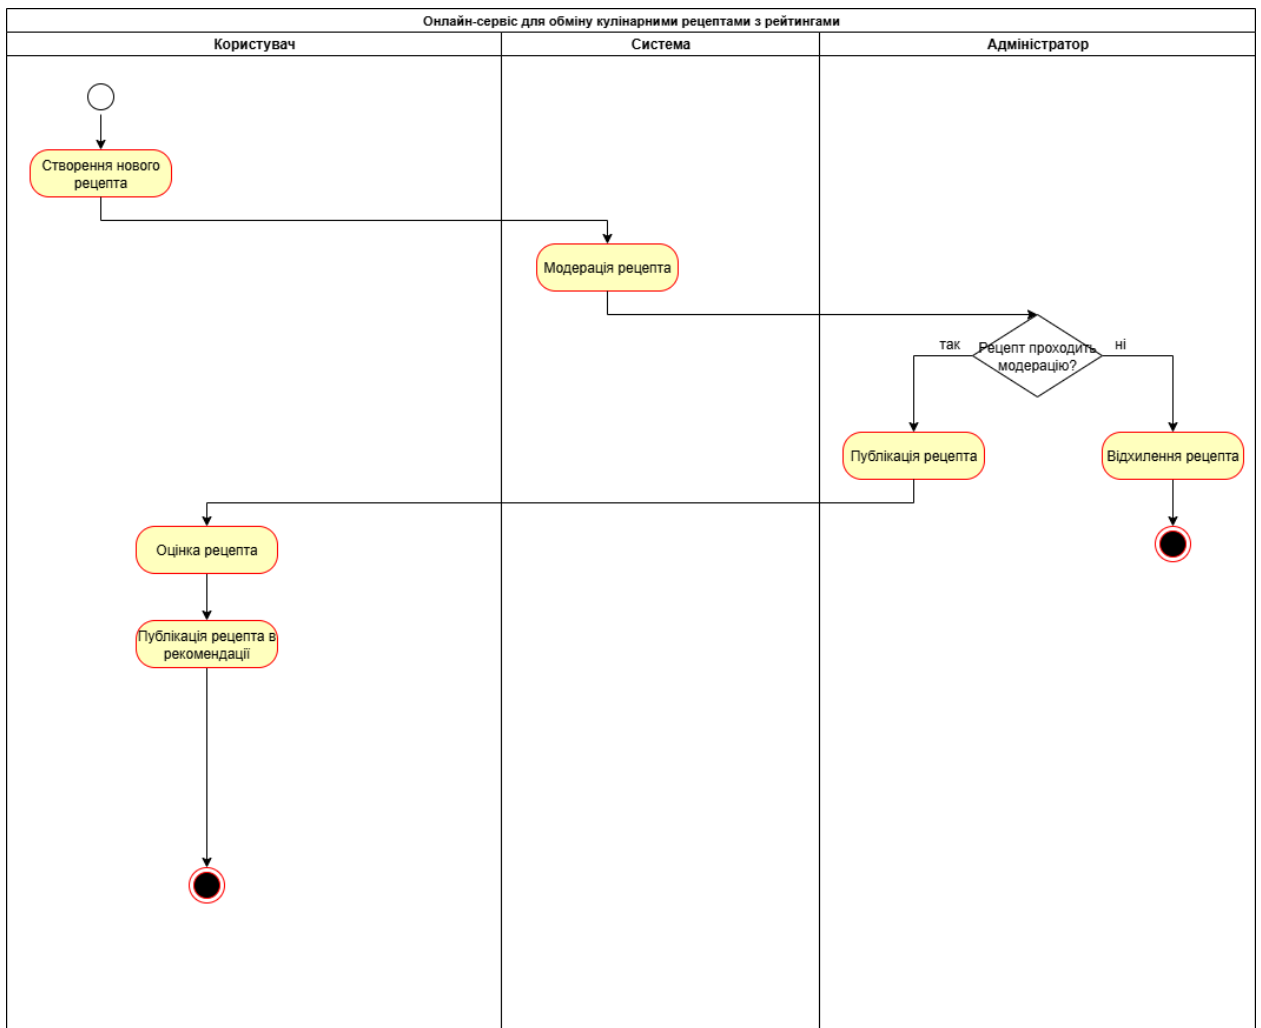 Онлайн-сервіс для обміну кулінарними рецептами з рейтингами
Користувач
Система
Адміністратор
Створення нового
рецепта
Модерація рецепта
так
Рецепт проходить
модерацію?
ні
Публікація рецепта
Відхилення рецепта
Оцінка рецепта
Публікація рецепта в
рекомендації